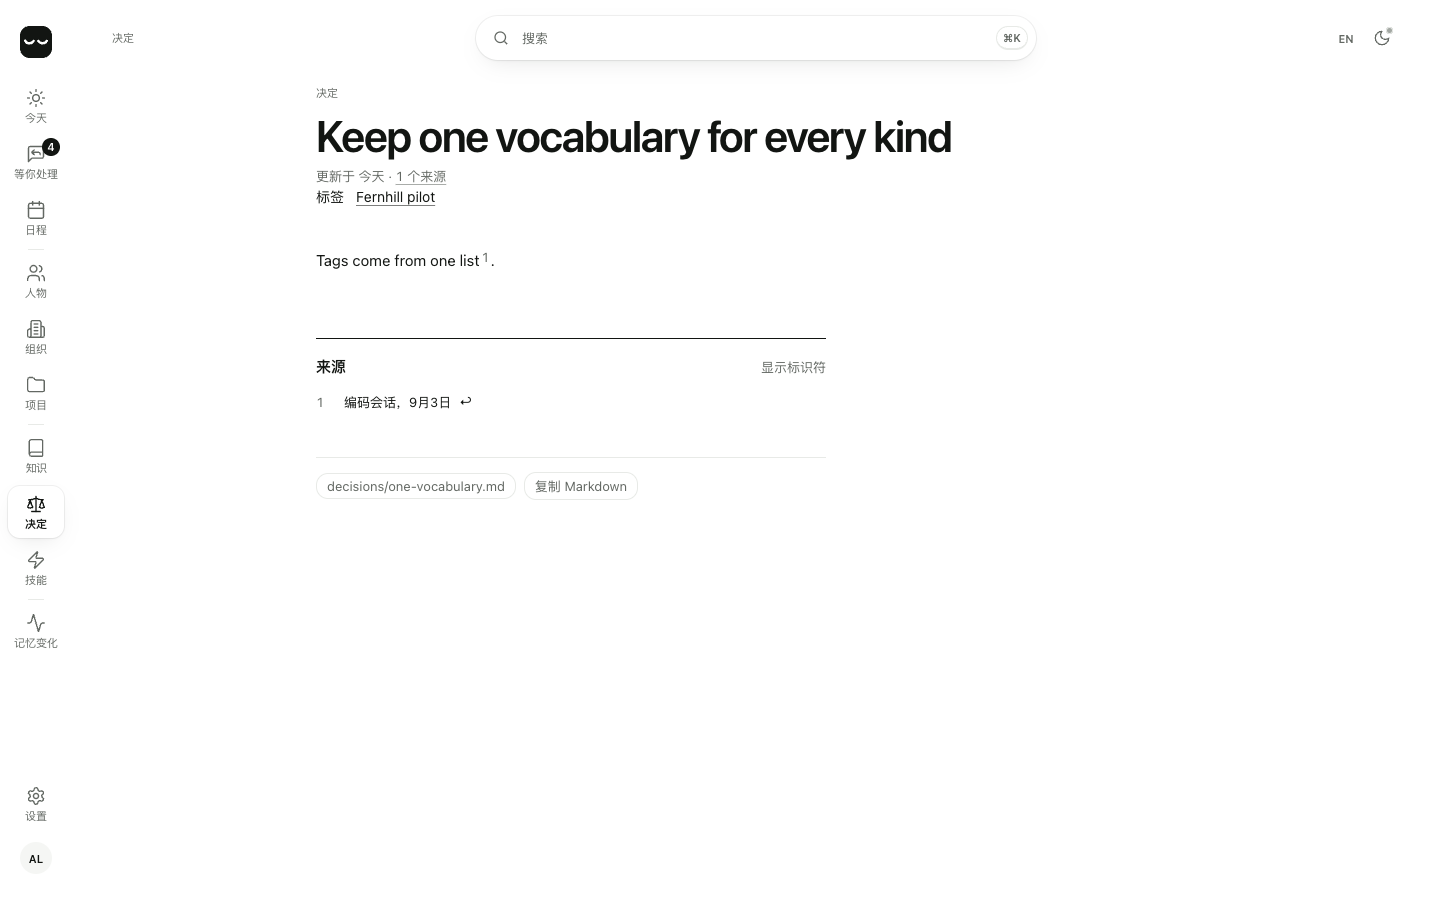 决定
搜索
⌘K
EN
今天
4
等你处理
日程
人物
组织
项目
知识
决定
技能
记忆变化
设置
AL
决定
Keep one vocabulary for every kind
更新于 今天 · 1 个来源
标签 Fernhill pilot
Tags come from one list 1 .
来源
显示标识符
1 编码会话，9月3日 ↩
decisions/one-vocabulary.md
复制 Markdown